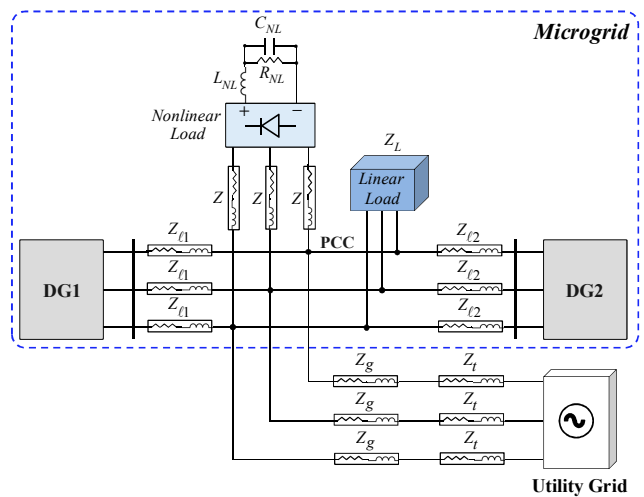 Microgrid
C_NL
R_NL
L_NL
+ −
Nonlinear
Load
Z_L
Linear
Load
Z Z Z
Z_ℓ1 PCC Z_ℓ2
DG1 Z_ℓ1 Z_ℓ2 DG2
Z_ℓ1 Z_ℓ2
Z_g Z_t
Z_g Z_t
Z_g Z_t
Utility Grid